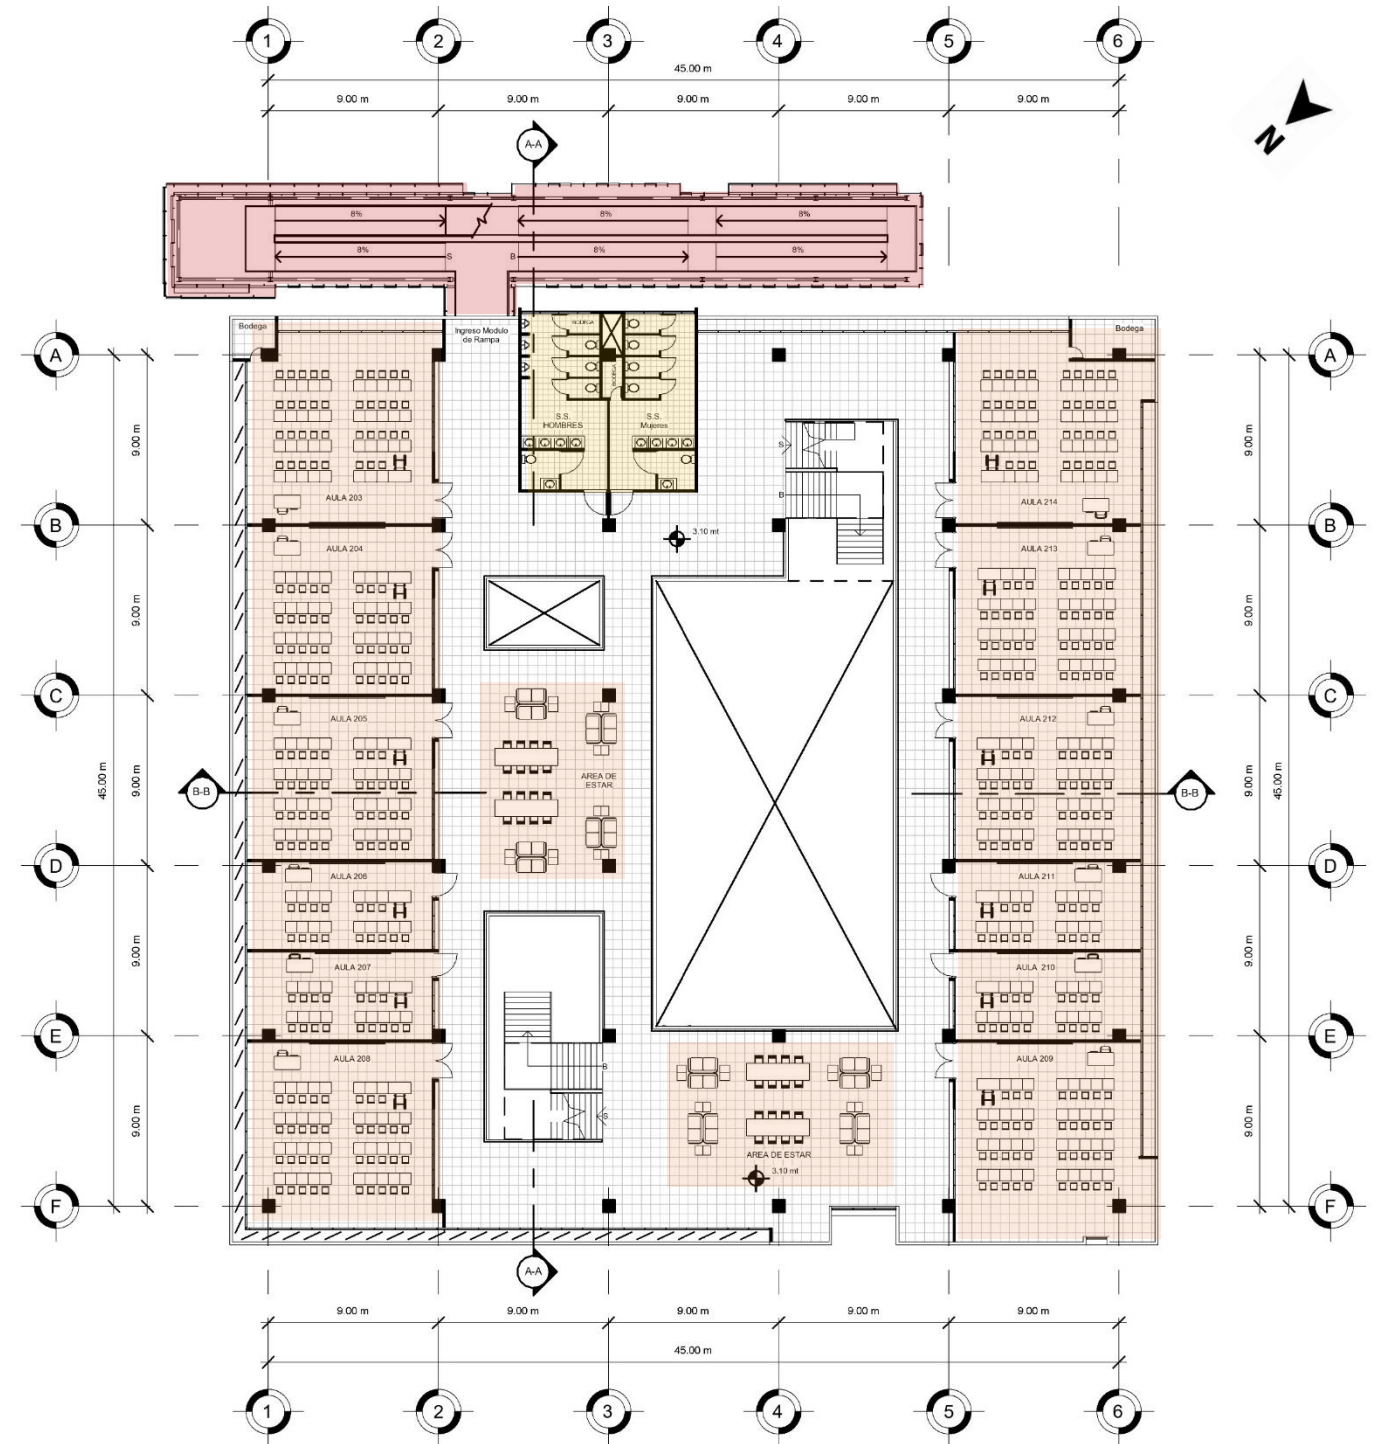 1 2 3 4 5 6
45.00 m
9.00 m 9.00 m 9.00 m 9.00 m 9.00 m
N
A-A
8% 8% 8%
8% S B 8% 8%
Bodega
Ingreso Modulo
de Rampa
BODEGA
Bodega
A
A
BODEGA
S.S.
HOMBRES
S.S.
Mujeres
9.00 m
S
9.00 m
B
AULA 203
AULA 214
B
B
3.10 mt
AULA 204
AULA 213
9.00 m
9.00 m
C
C
AULA 205
AULA 212
45.00 m
9.00 m
AREA DE
ESTAR
9.00 m
45.00 m
B-B
B-B
D
D
AULA 206
AULA 211
9.00 m
9.00 m
AULA 207
AULA 210
E
E
AULA 208
AULA 209
B
9.00 m
S
9.00 m
AREA DE ESTAR
3.10 mt
F
F
A-A
9.00 m 9.00 m 9.00 m 9.00 m 9.00 m
45.00 m
1 2 3 4 5 6